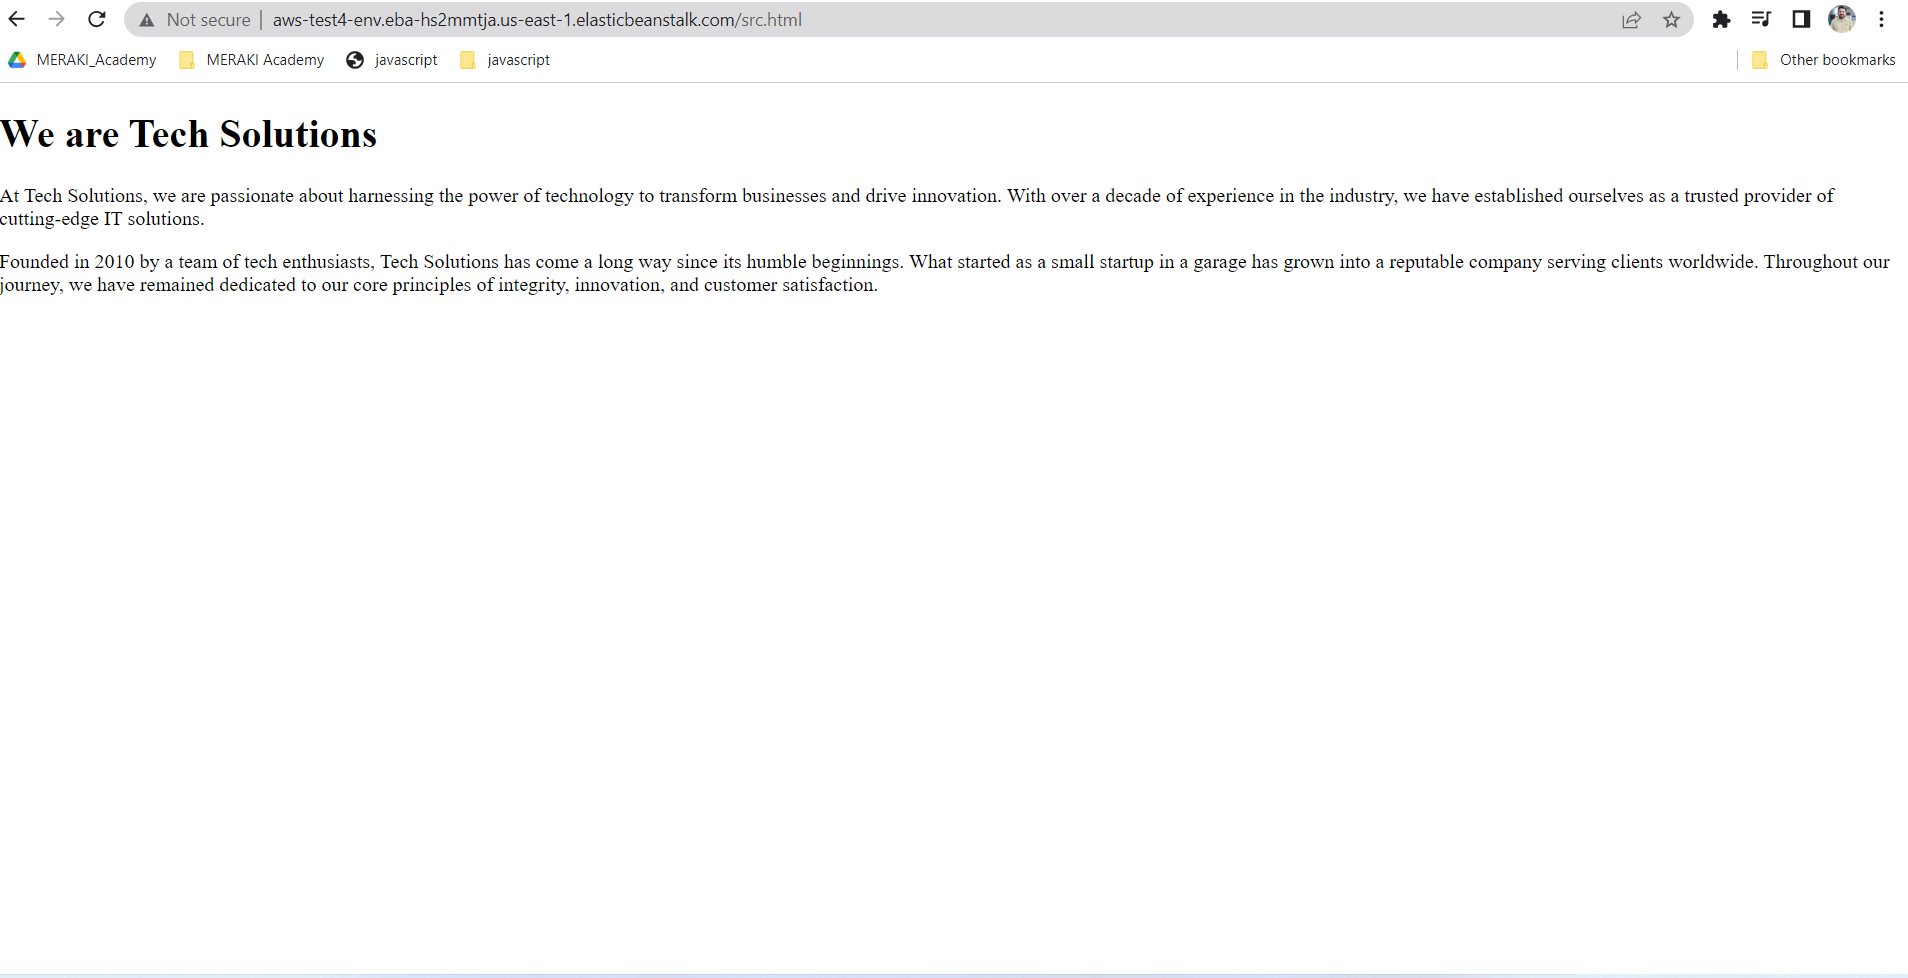 Not secure | aws-test4-env.eba-hs2mmtja.us-east-1.elasticbeanstalk.com/src.html
MERAKI_Academy MERAKI Academy javascript javascript Other bookmarks
We are Tech Solutions
At Tech Solutions, we are passionate about harnessing the power of technology to transform businesses and drive innovation. With over a decade of experience in the industry, we have established ourselves as a trusted provider of
cutting-edge IT solutions.
Founded in 2010 by a team of tech enthusiasts, Tech Solutions has come a long way since its humble beginnings. What started as a small startup in a garage has grown into a reputable company serving clients worldwide. Throughout our
journey, we have remained dedicated to our core principles of integrity, innovation, and customer satisfaction.